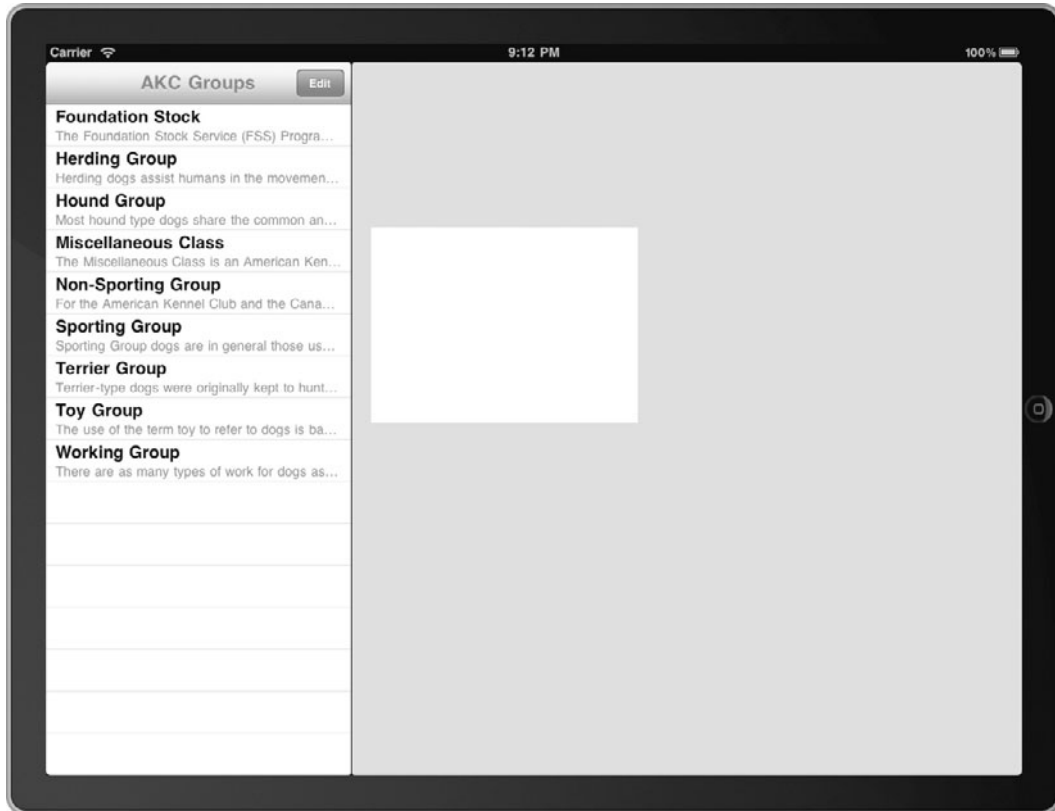 Carrier 9:12 PM 100%
AKC Groups Edit
Foundation Stock
The Foundation Stock Service (FSS) Progra...
Herding Group
Herding dogs assist humans in the movemen...
Hound Group
Most hound type dogs share the common an...
Miscellaneous Class
The Miscellaneous Class is an American Ken...
Non-Sporting Group
For the American Kennel Club and the Cana...
Sporting Group
Sporting Group dogs are in general those us...
Terrier Group
Terrier-type dogs were originally kept to hunt...
Toy Group
The use of the term toy to refer to dogs is ba...
Working Group
There are as many types of work for dogs as...